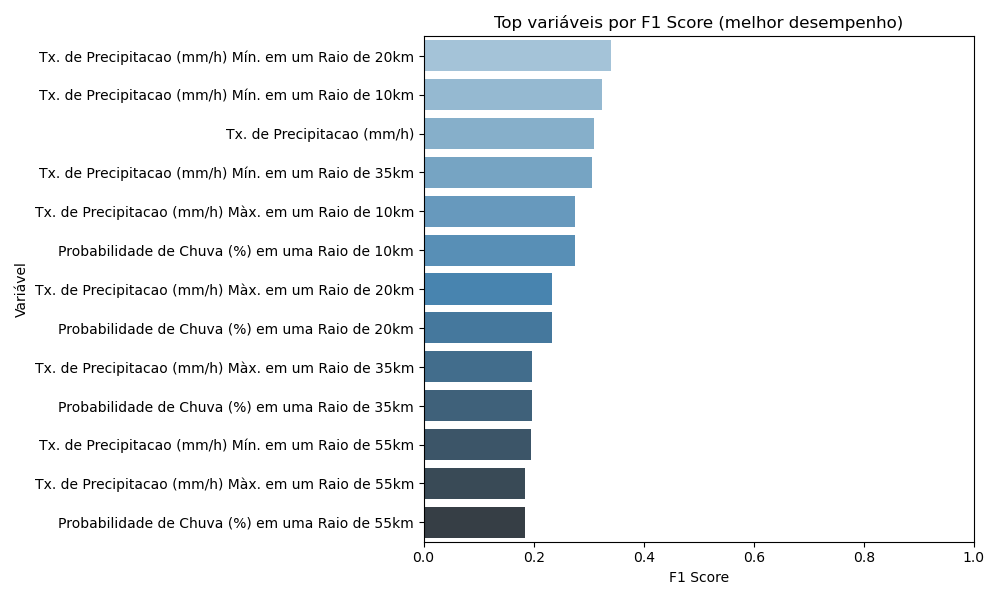 Top variáveis por F1 Score (melhor desempenho)
Tx. de Precipitacao (mm/h) Mín. em um Raio de 20km
Tx. de Precipitacao (mm/h) Mín. em um Raio de 10km
Tx. de Precipitacao (mm/h)
Tx. de Precipitacao (mm/h) Mín. em um Raio de 35km
Tx. de Precipitacao (mm/h) Màx. em um Raio de 10km
Probabilidade de Chuva (%) em uma Raio de 10km
Tx. de Precipitacao (mm/h) Màx. em um Raio de 20km
Probabilidade de Chuva (%) em uma Raio de 20km
Tx. de Precipitacao (mm/h) Màx. em um Raio de 35km
Probabilidade de Chuva (%) em uma Raio de 35km
Tx. de Precipitacao (mm/h) Mín. em um Raio de 55km
Tx. de Precipitacao (mm/h) Màx. em um Raio de 55km
Probabilidade de Chuva (%) em uma Raio de 55km
Variável
0.0 0.2 0.4 0.6 0.8 1.0
F1 Score